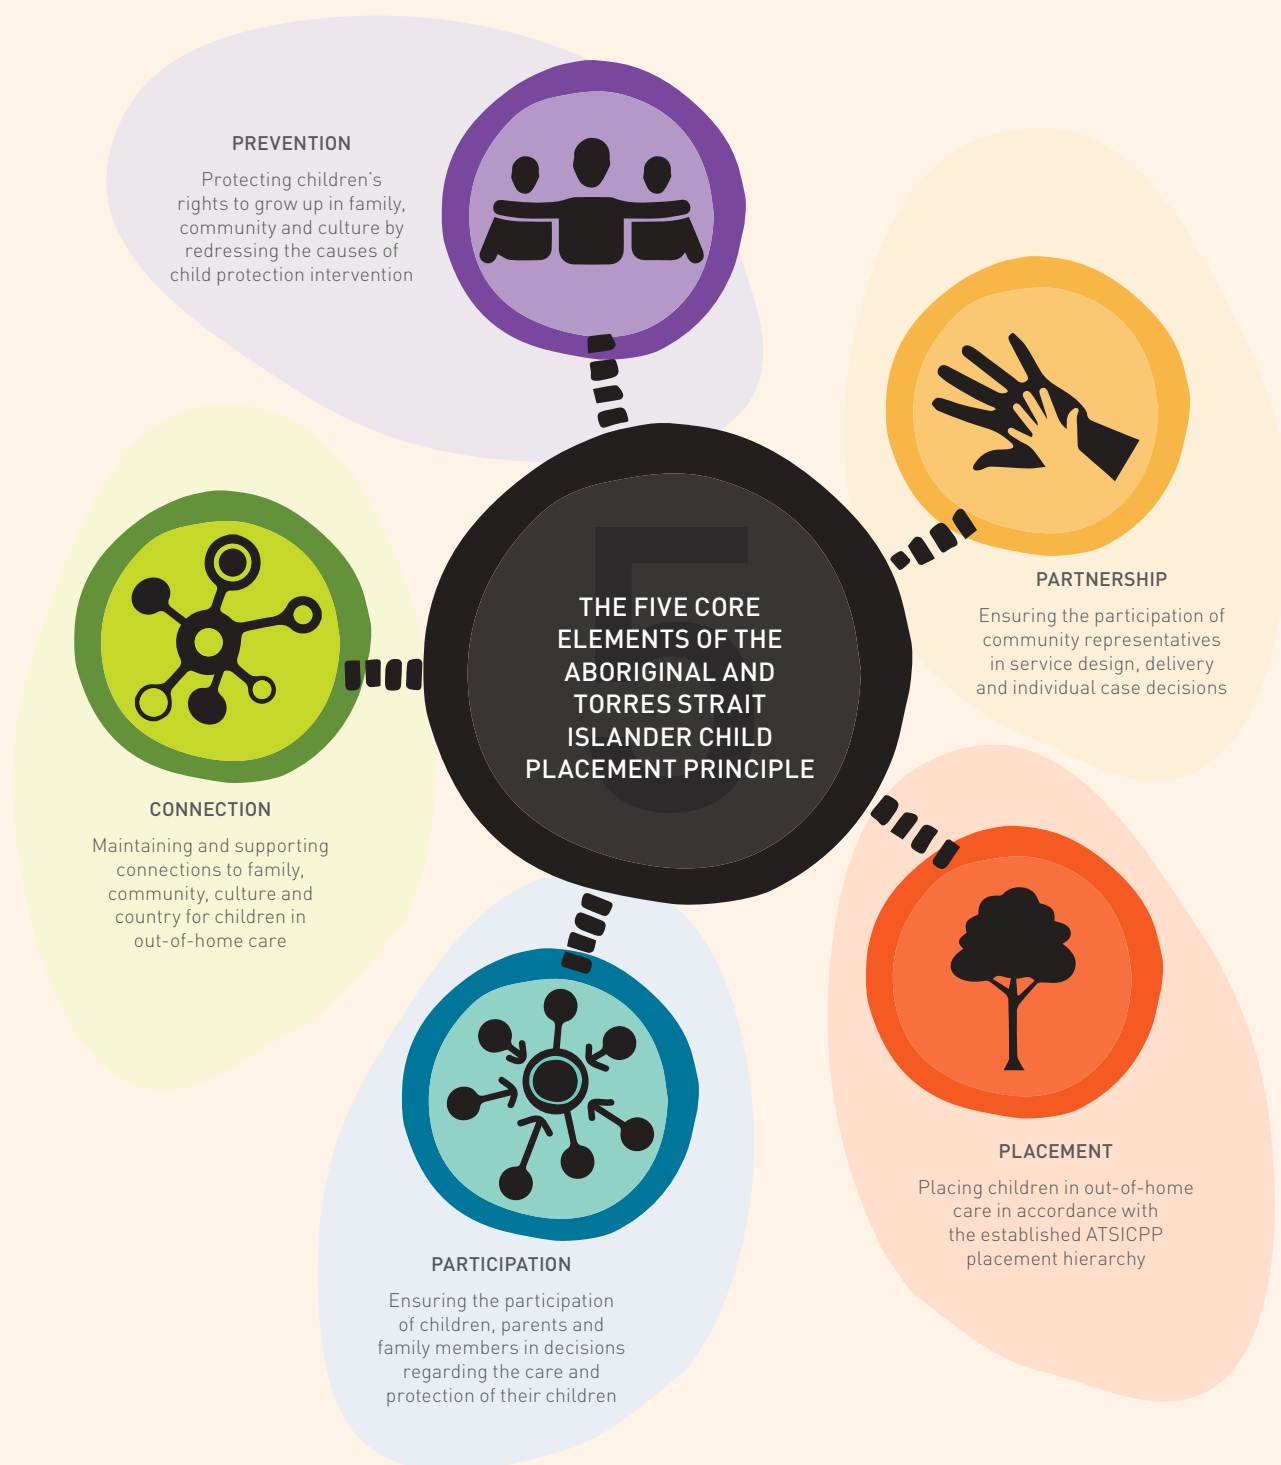 PREVENTION
Protecting children’s
rights to grow up in family,
community and culture by
redressing the causes of
child protection intervention
PARTNERSHIP
Ensuring the participation of
community representatives
in service design, delivery
and individual case decisions
5
THE FIVE CORE
ELEMENTS OF THE
ABORIGINAL AND
TORRES STRAIT
ISLANDER CHILD
PLACEMENT PRINCIPLE
CONNECTION
Maintaining and supporting
connections to family,
community, culture and
country for children in
out-of-home care
PLACEMENT
Placing children in out-of-home
care in accordance with
the established ATSICPP
placement hierarchy
PARTICIPATION
Ensuring the participation
of children, parents and
family members in decisions
regarding the care and
protection of their children